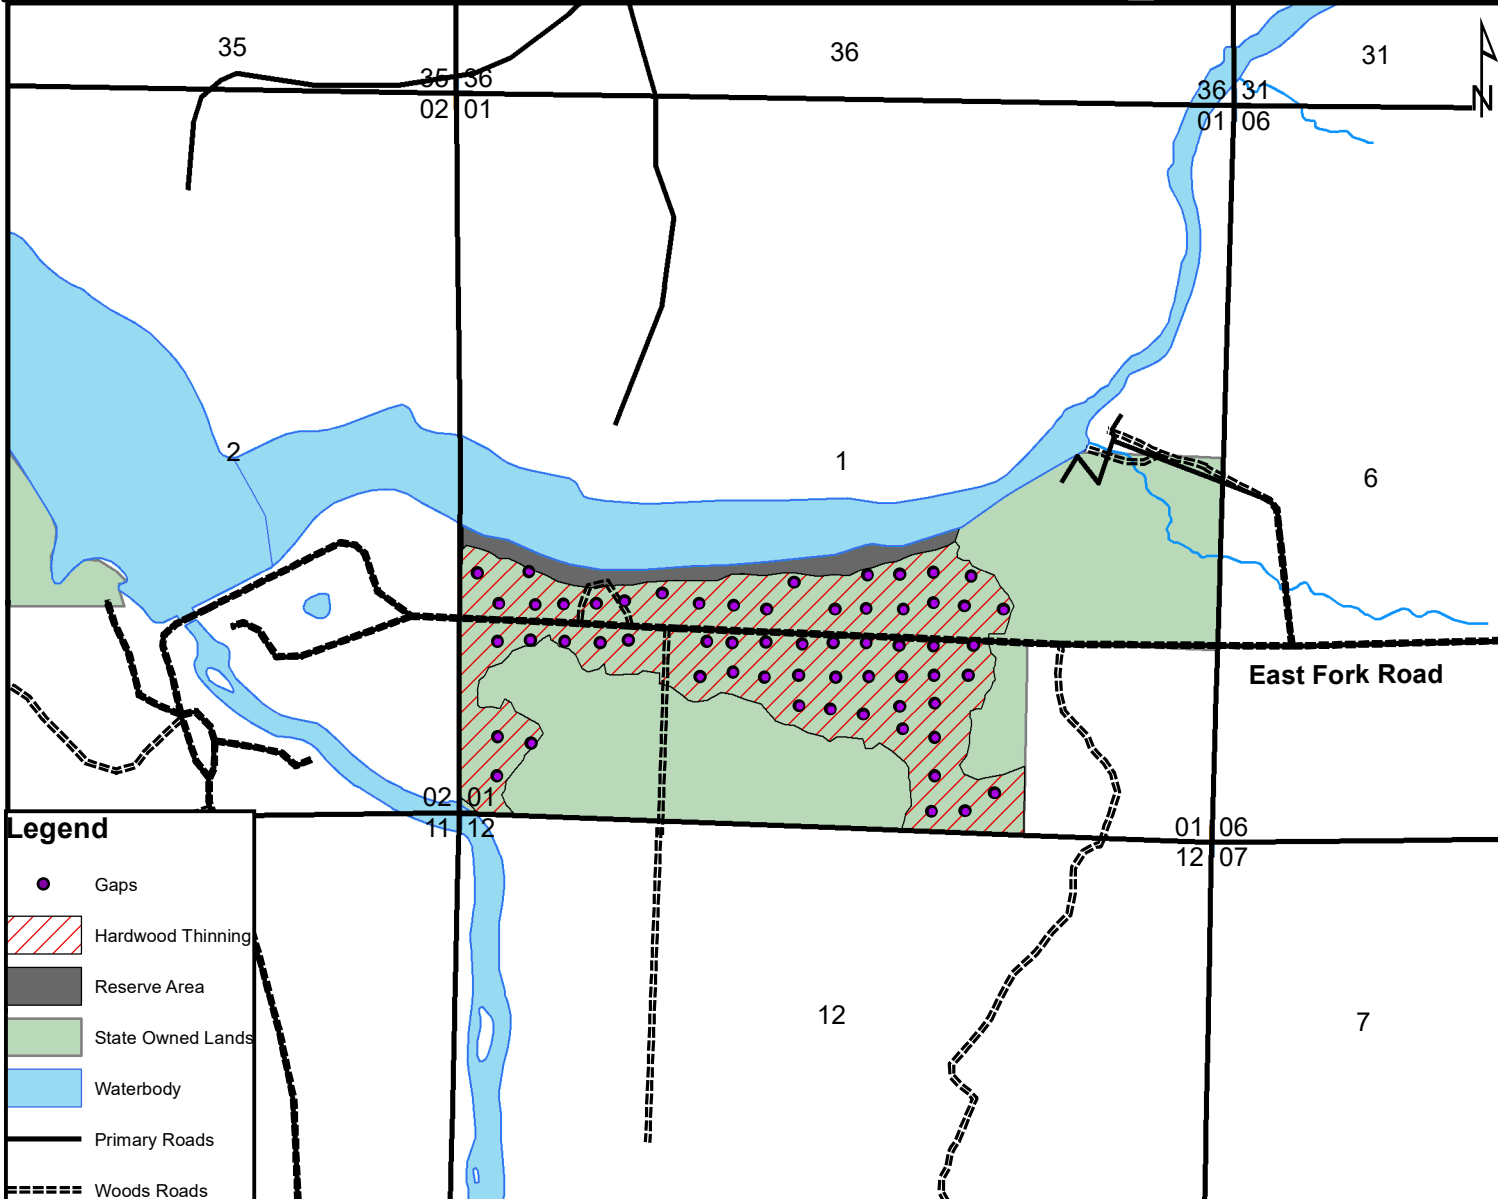 35
36
31
35 36
02 01
36 31
01 06
N
2
1
6
East Fork Road
02 01
11 12
01 06
12 07
12
7
Legend
Gaps
Hardwood Thinning
Reserve Area
State Owned Lands
Waterbody
Primary Roads
Woods Roads